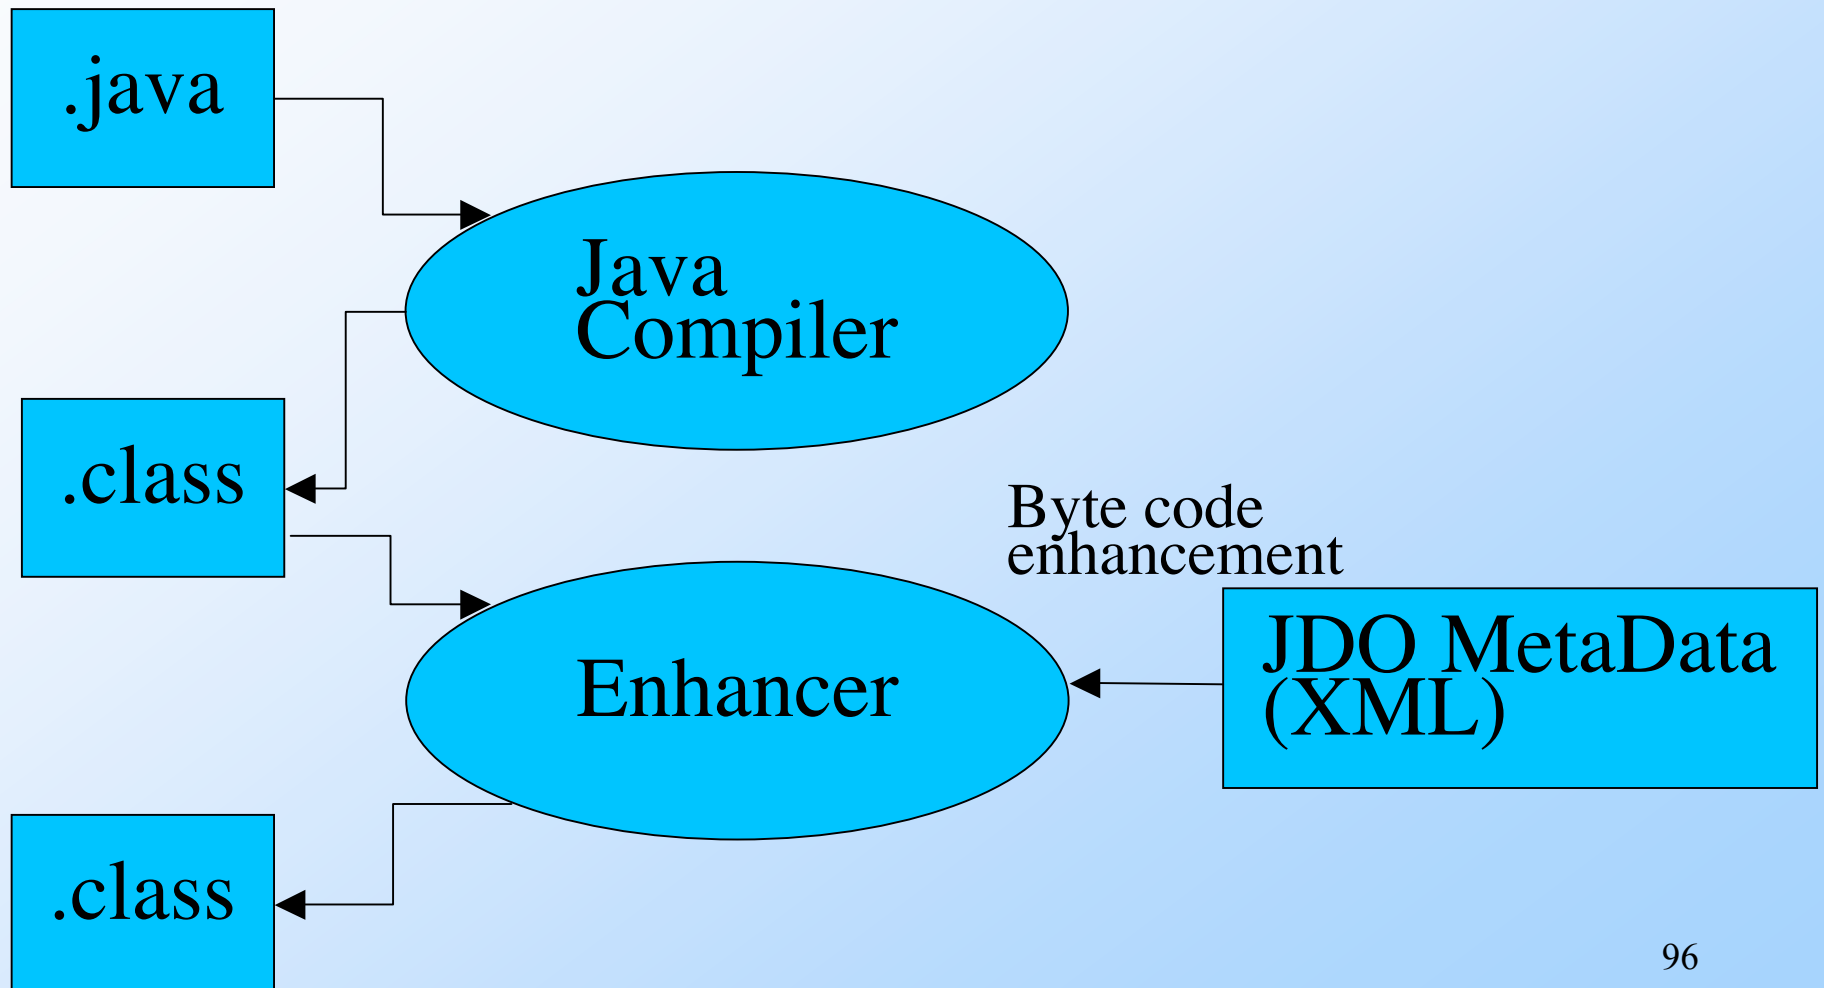 .java
Java
Compiler
.class
Byte code
enhancement
JDO MetaData
(XML)
Enhancer
.class
96